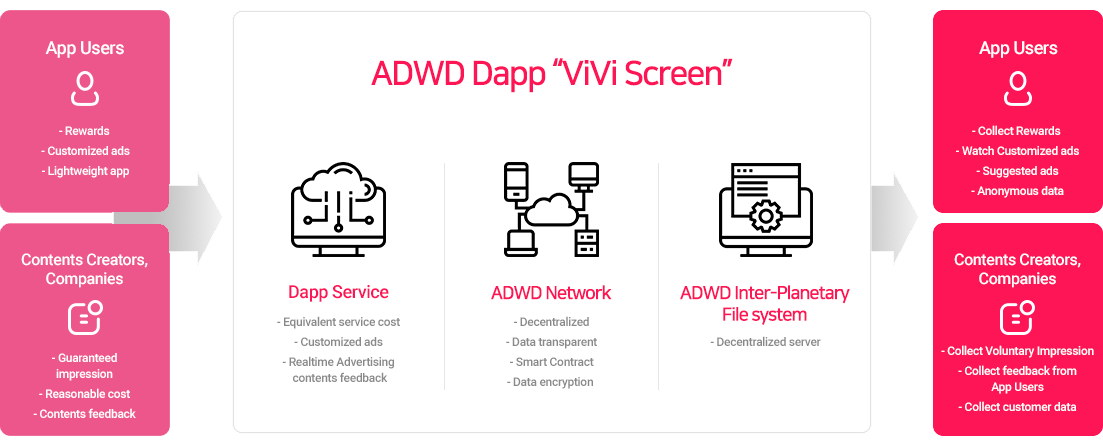 App Users
- Rewards
- Customized ads
- Lightweight app
Contents Creators,
Companies
- Guaranteed
impression
- Reasonable cost
- Contents feedback
ADWD Dapp “ViVi Screen”
Dapp Service
- Equivalent service cost
- Customized ads
- Realtime Advertising
contents feedback
ADWD Network
- Decentralized
- Data transparent
- Smart Contract
- Data encryption
ADWD Inter-Planetary
File system
- Decentralized server
App Users
- Collect Rewards
- Watch Customized ads
- Suggested ads
- Anonymous data
Contents Creators,
Companies
- Collect Voluntary Impression
- Collect feedback from
App Users
- Collect customer data